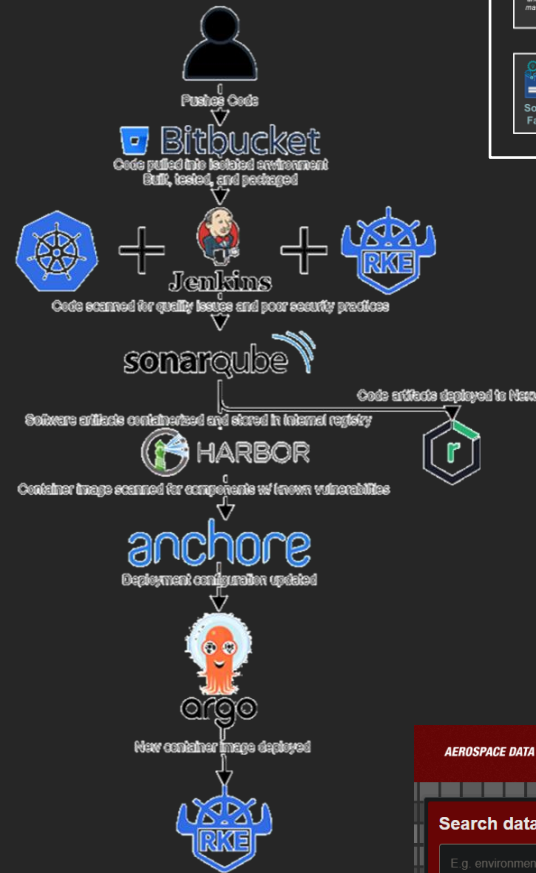 Pushes Code
Bitbucket
Code pulled into isolated environment
Built, tested, and packaged
Jenkins
RKE
Code scanned for quality issues and poor security practices
sonarqube
Code artifacts deployed to
Software artifacts containerized and stored in internal registry
HARBOR
r
Container image scanned for components w/ known vulnerabilities
anchore
Deployment configuration updated
argo
New container image deployed
RKE
AEROSPACE DATA
Search data
E.g.